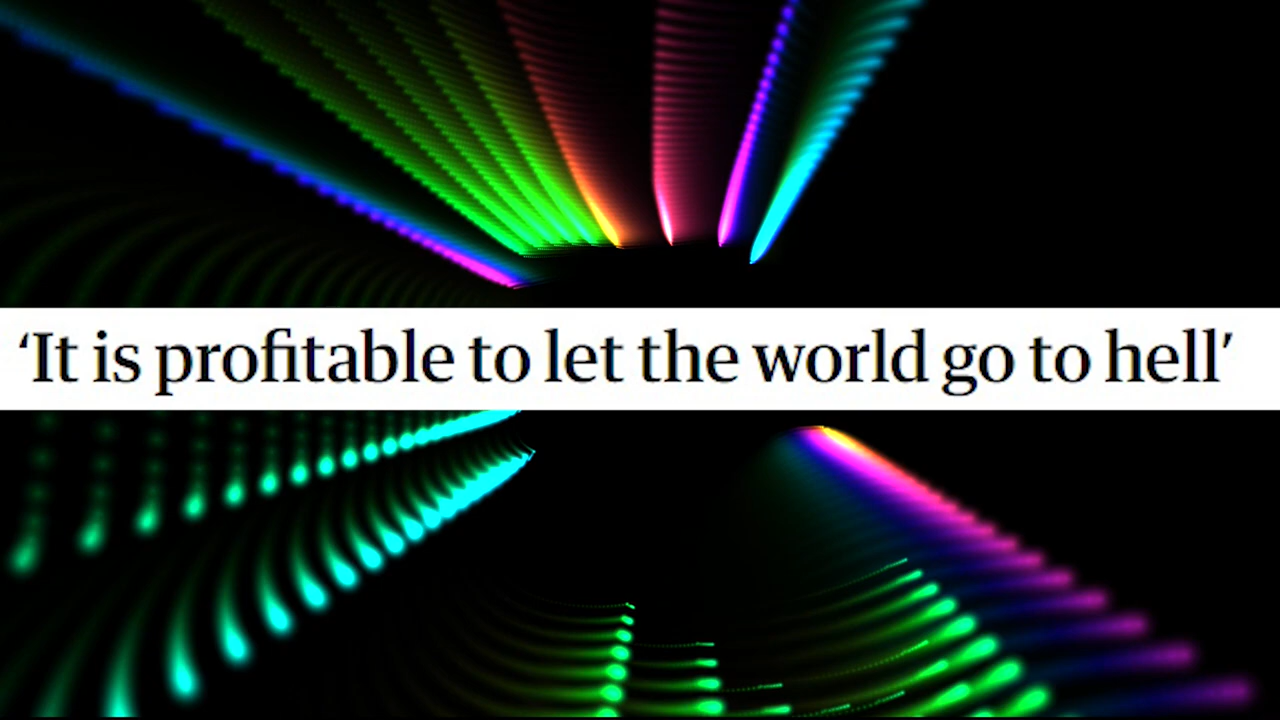 ‘It is profitable to let the world go to hell’